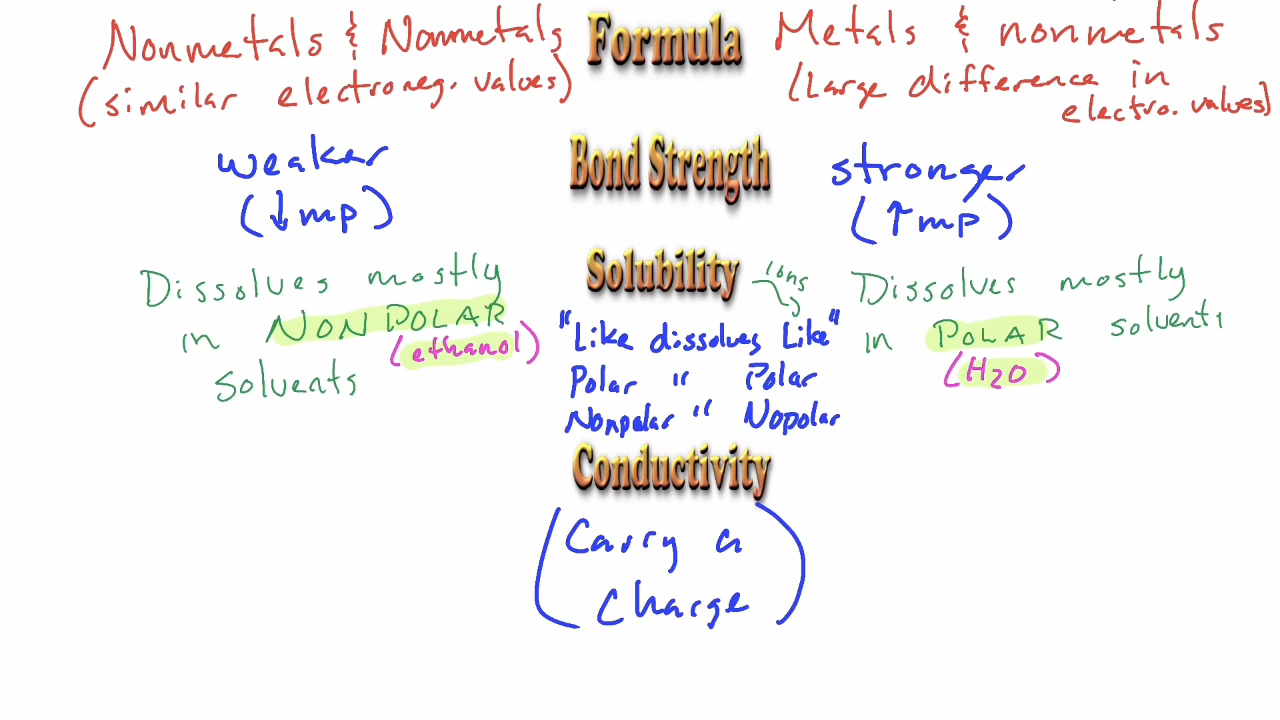 Nonmetals & Nonmetals
(similar electroneg. values)
Formula
Metals & nonmetals
(Large difference in
electro. values)
weaker
(↓mp)
Bond Strength
stronger
(↑mp)
Dissolves mostly
in NONPOLAR
(ethanol)
solvents
Solubility
ions
"Like dissolves Like"
Polar " Polar
Nonpolar " Nopolar
Dissolves mostly
in POLAR solvents
(H2O)
Conductivity
(Carry a
charge)